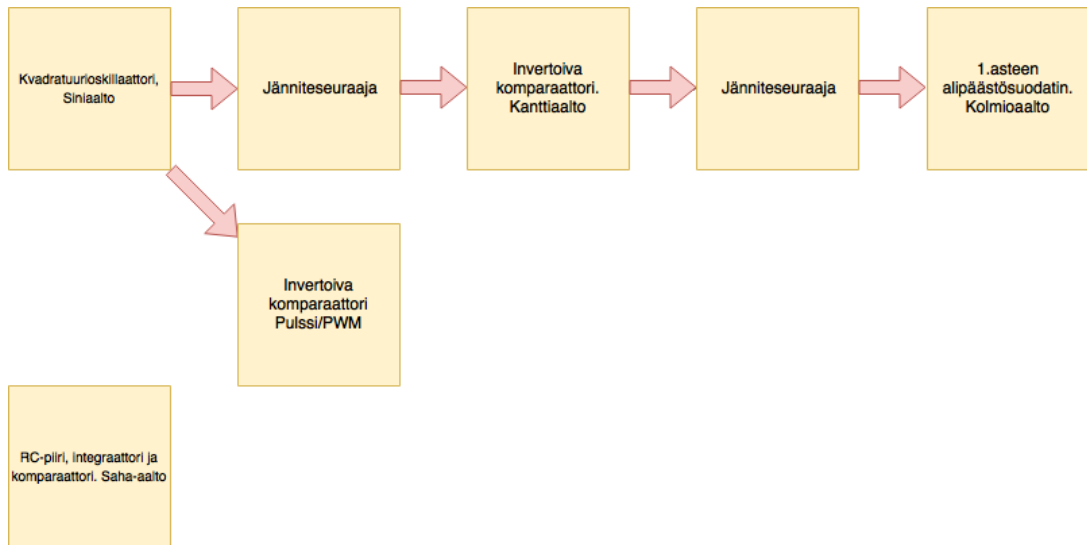 Kvadratuurioskillaattori,
Siniaalto
Jänniteseuraaja
Invertoiva
komparaattori.
Kanttiaalto
Jänniteseuraaja
1.asteen
alipäästösuodatin.
Kolmioaalto
Invertoiva
komparaattori
Pulssi/PWM
RC-piiri, integraattori ja
komparaattori. Saha-aalto